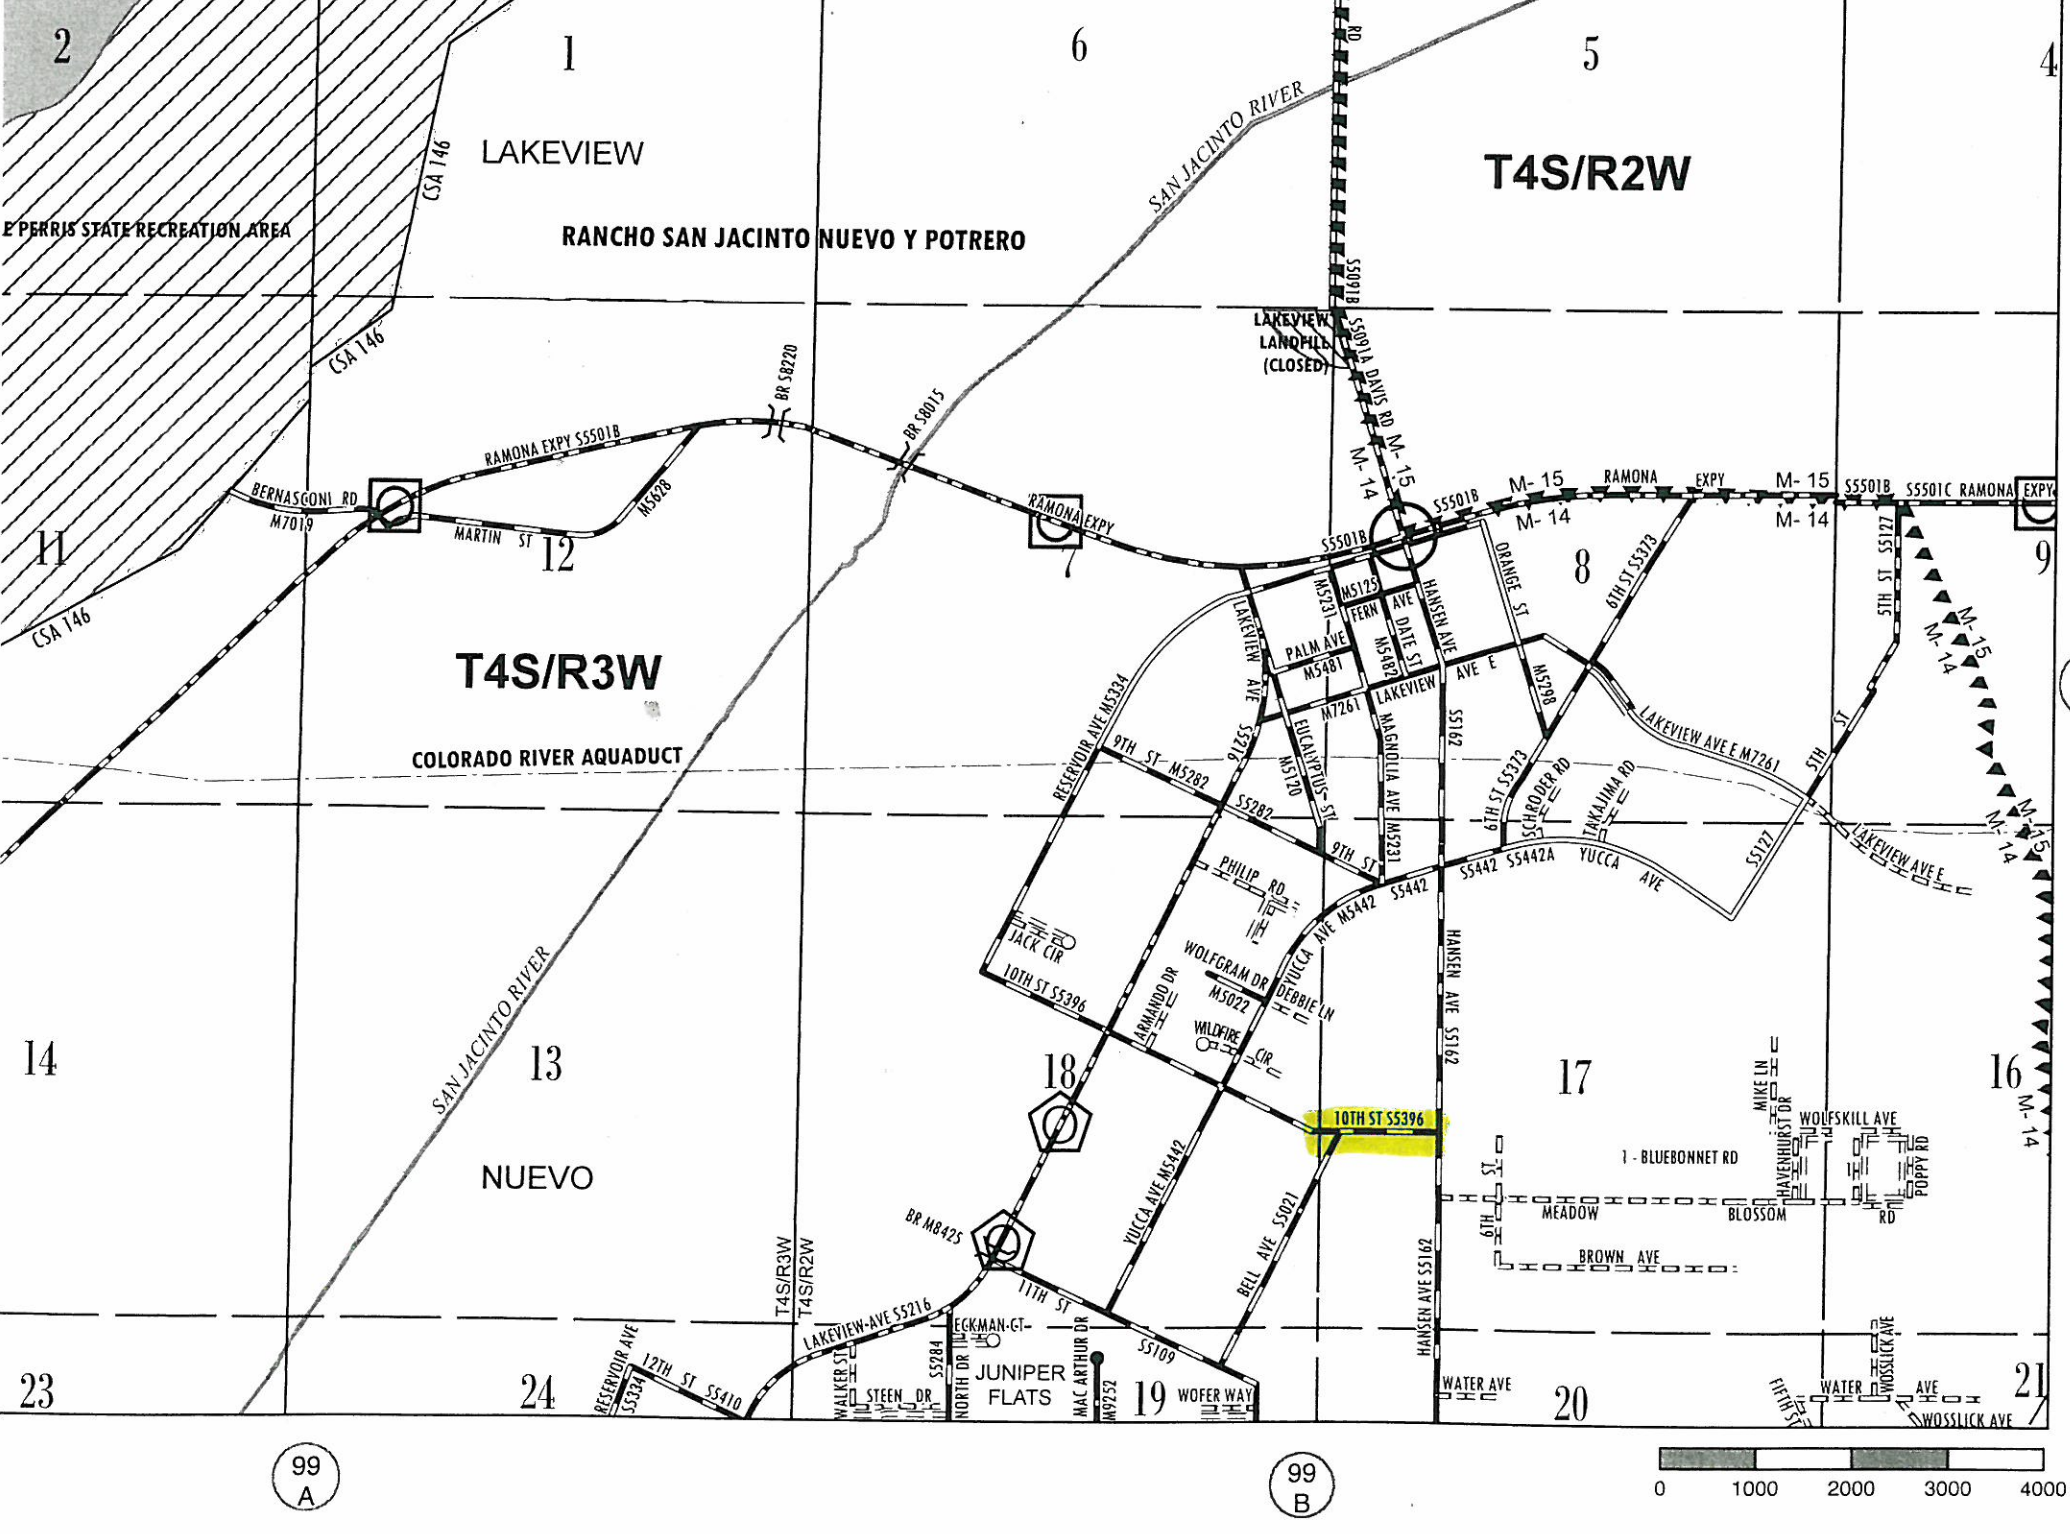 2
1
6
5
4
RD
CSA 146
LAKEVIEW
SAN JACINTO RIVER
T4S/R2W
E PERRIS STATE RECREATION AREA
RANCHO SAN JACINTO NUEVO Y POTRERO
S5091B
LAKEVIEW
LANDFILL
(CLOSED)
S5091A DAVIS RD
CSA 146
BR S8220
BR S8015
RAMONA EXPY S5501B
M-15
M-14
BERNASCONI RD
M7019
M5628
MARTIN ST
RAMONA EXPY
S5501B
S5501B
M-15
M-14
RAMONA EXPY
M-15
M-14
S5501B
S5501C RAMONA EXPY
11
12
7
8
9
CSA 146
M5231
M5125
FERN AVE
HANSEN AVE
ORANGE ST
6TH ST S5373
5TH ST S5127
M-15
M-14
LAKEVIEW AVE
PALM AVE
M5481
M5482
DATE ST
LAKEVIEW AVE E
M7261
M5298
T4S/R3W
RESERVOIR AVE M5334
S5216
EUCALYPTUS ST
M5120
MAGNOLIA AVE M5231
S5162
LAKEVIEW AVE E M7261
5TH ST
COLORADO RIVER AQUADUCT
9TH ST M5282
S5282
9TH ST
6TH ST S5373
SCHRODER RD
TAKAJIMA RD
S5127
LAKEVIEW AVE E
M-15
M-14
PHILIP RD
YUCCA AVE M5442
S5442
S5442
S5442A
YUCCA AVE
JACK CIR
10TH ST S5396
WOLFGRAM DR
M5022
DEBBIE LN
ARMANDO DR
WILDFIRE CIR
HANSEN AVE S5162
SAN JACINTO RIVER
14
13
18
17
16
MIKE LN
10TH ST S5396
HAVENHURST DR
WOLFSKILL AVE
M-14
1 - BLUEBONNET RD
1
POPPY RD
NUEVO
YUCCA AVE M5442
BELL AVE S5021
6TH ST
MEADOW BLOSSOM RD
BR M8425
BROWN AVE
T4S/R3W
T4S/R2W
11TH ST
S5109
HANSEN AVE S5162
LAKEVIEW AVE S5216
ECKMAN CT
RESERVOIR AVE
S5334
12TH ST S5410
WALKER ST
STEEN DR
S5284
NORTH DR
JUNIPER
FLATS
MAC ARTHUR DR
M9252
WOFER WAY
WATER AVE
WOSSLICK AVE
FIFTH ST
WATER AVE
WOSSLICK AVE
23
24
19
20
21
99
A
99
B
0 1000 2000 3000 4000